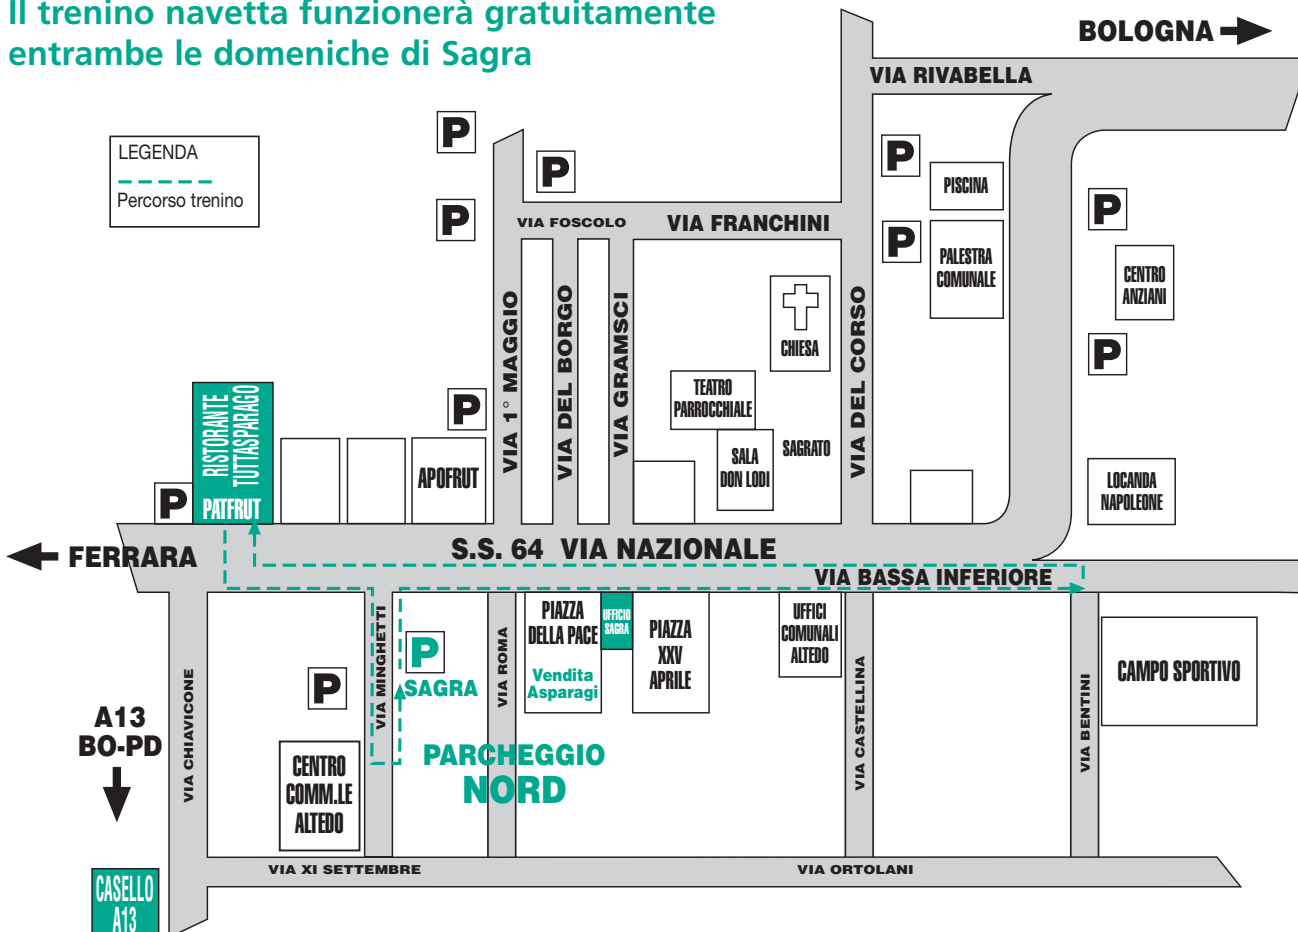 Il trenino navetta funzionerà gratuitamente
entrambe le domeniche di Sagra
BOLOGNA
VIA RIVABELLA
LEGENDA
Percorso trenino
P
P
P
P
P
P
P
P
P
P
P
PISCINA
PALESTRA
COMUNALE
CENTRO
ANZIANI
VIA FOSCOLO
VIA FRANCHINI
CHIESA
VIA 1° MAGGIO
VIA DEL BORGO
VIA GRAMSCI
VIA DEL CORSO
TEATRO
PARROCCHIALE
SALA
DON LODI
SAGRATO
RISTORANTE
TUTTASPARAGO
PATFRUT
APOFRUT
LOCANDA
NAPOLEONE
FERRARA
S.S. 64 VIA NAZIONALE
VIA BASSA INFERIORE
VIA CHIAVICONE
VIA MINGHETTI
P
SAGRA
VIA ROMA
PIAZZA
DELLA PACE
Vendita
Asparagi
UFFICIO
SAGRA
PIAZZA
XXV
APRILE
UFFICI
COMUNALI
ALTEDO
VIA CASTELLINA
VIA BENTINI
CAMPO SPORTIVO
A13
BO-PD
CENTRO
COMM.LE
ALTEDO
PARCHEGGIO
NORD
VIA XI SETTEMBRE
VIA ORTOLANI
CASELLO
A13